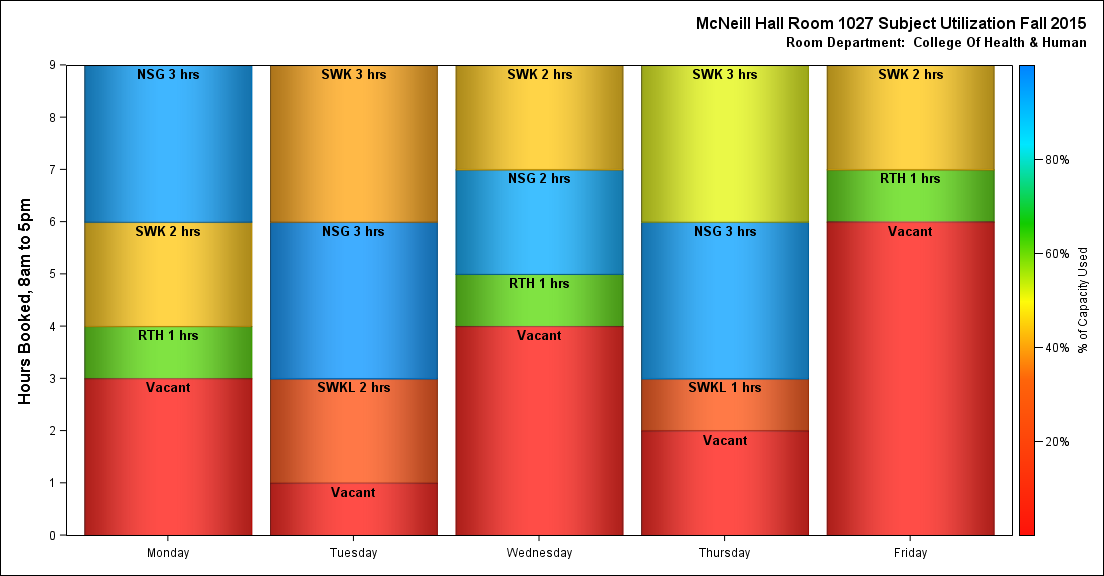 McNeill Hall Room 1027 Subject Utilization Fall 2015
Room Department:  College Of Health & Human
Hours Booked, 8am to 5pm
9
8
7
6
5
4
3
2
1
0
NSG 3 hrs
SWK 2 hrs
RTH 1 hrs
Vacant
Monday
SWK 3 hrs
NSG 3 hrs
SWKL 2 hrs
Vacant
Tuesday
SWK 2 hrs
NSG 2 hrs
RTH 1 hrs
Vacant
Wednesday
SWK 3 hrs
NSG 3 hrs
SWKL 1 hrs
Vacant
Thursday
SWK 2 hrs
RTH 1 hrs
Vacant
Friday
80%
60%
40%
20%
% of Capacity Used